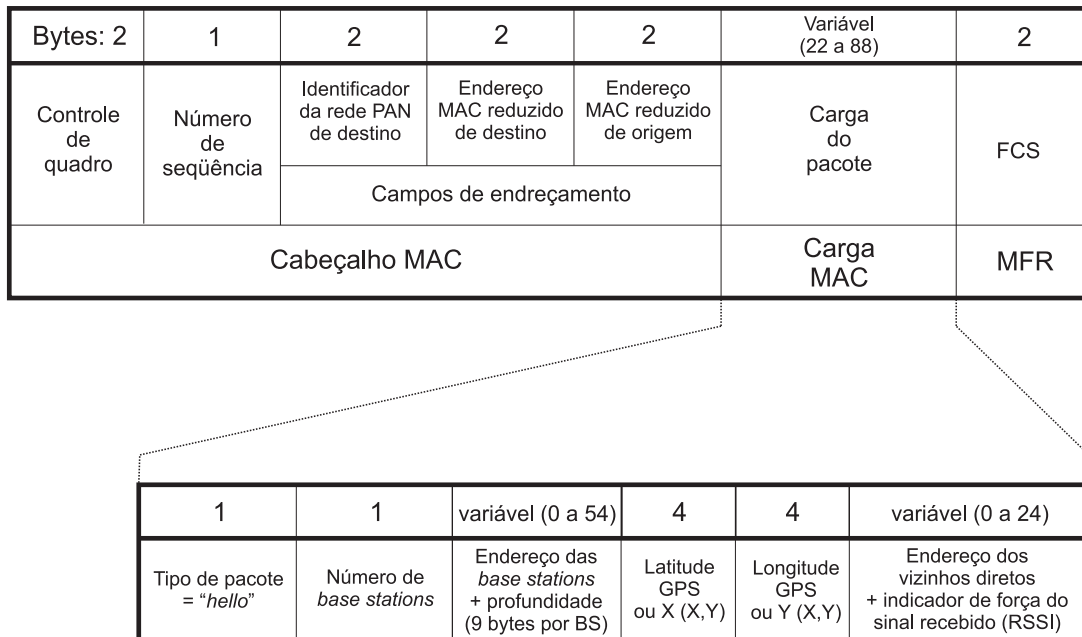 Bytes: 2
1
2
2
2
Variável
(22 a 88)
2
Controle
de
quadro
Número
de
seqüência
Identificador
da rede PAN
de destino
Endereço
MAC reduzido
de destino
Endereço
MAC reduzido
de origem
Campos de endreçamento
Carga
do
pacote
FCS
Cabeçalho MAC
Carga
MAC
MFR
1
1
variável (0 a 54)
4
4
variável (0 a 24)
Tipo de pacote
= “hello”
Número de
base stations
Endereço das
base stations
+ profundidade
(9 bytes por BS)
Latitude
GPS
ou X (X,Y)
Longitude
GPS
ou Y (X,Y)
Endereço dos
vizinhos diretos
+ indicador de força do
sinal recebido (RSSI)